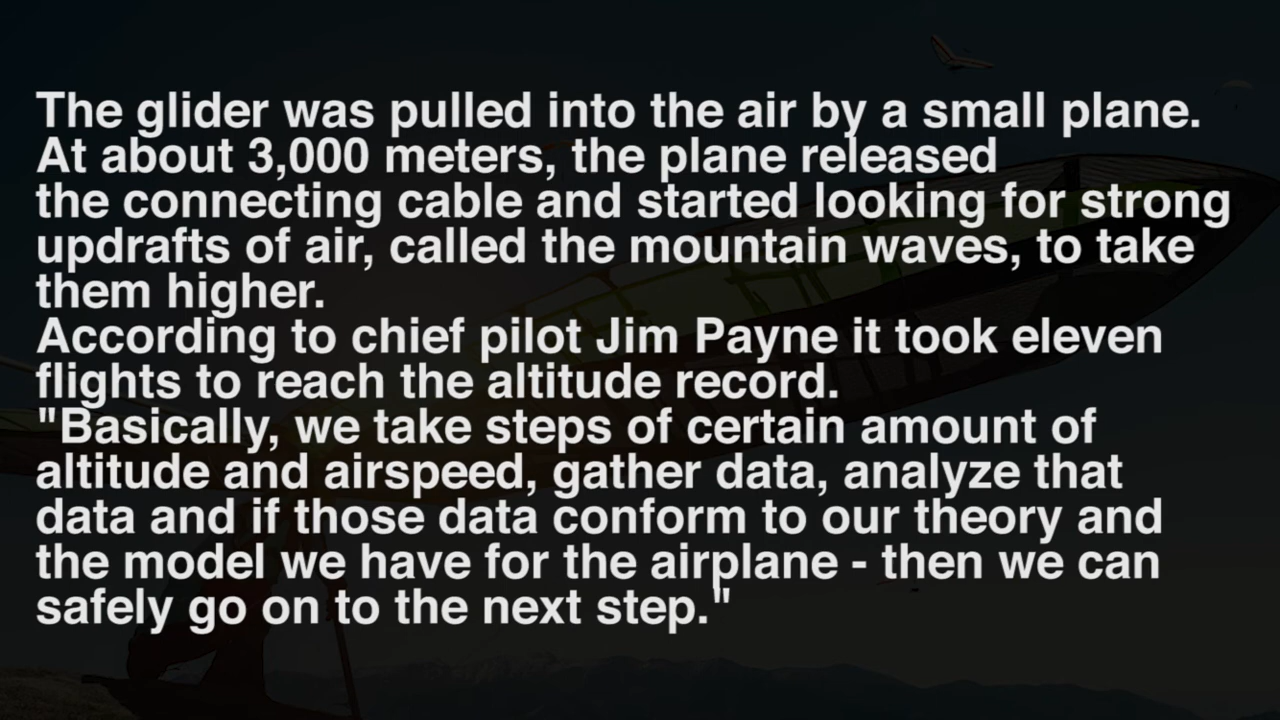 The glider was pulled into the air by a small plane.
At about 3,000 meters, the plane released
the connecting cable and started looking for strong
updrafts of air, called the mountain waves, to take
them higher.
According to chief pilot Jim Payne it took eleven
flights to reach the altitude record.
"Basically, we take steps of certain amount of
altitude and airspeed, gather data, analyze that
data and if those data conform to our theory and
the model we have for the airplane - then we can
safely go on to the next step."